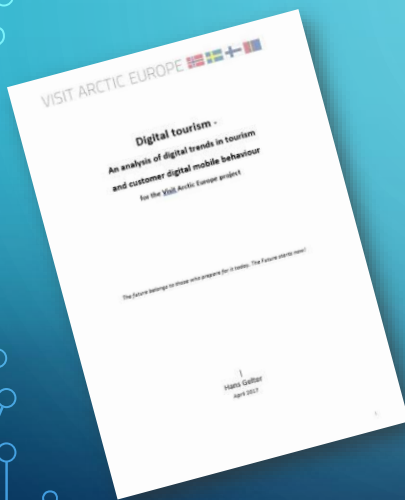 VISIT ARCTIC EUROPE
Digital tourism -
An analysis of digital trends in tourism
and customer digital mobile behaviour
for the Visit Arctic Europe project
The future belongs to those who prepare for it today. The Future starts now!
Hans Gelter
April 2017